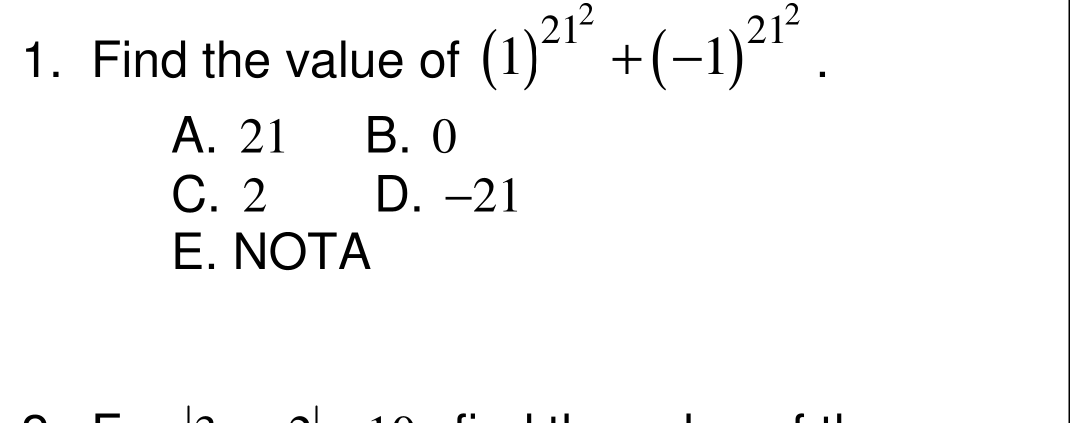 1. Find the value of (1)^{21^2} + (−1)^{21^2}.
A. 21 B. 0
C. 2 D. −21
E. NOTA